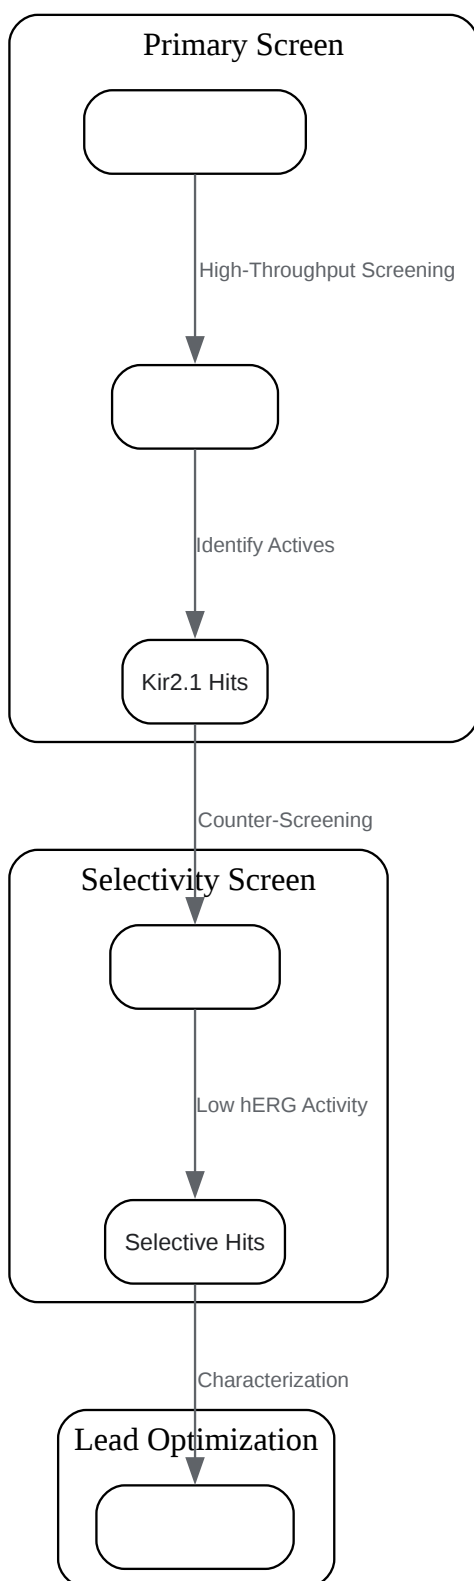 Primary Screen
High-Throughput Screening
Identify Actives
Kir2.1 Hits
Counter-Screening
Selectivity Screen
Low hERG Activity
Selective Hits
Characterization
Lead Optimization